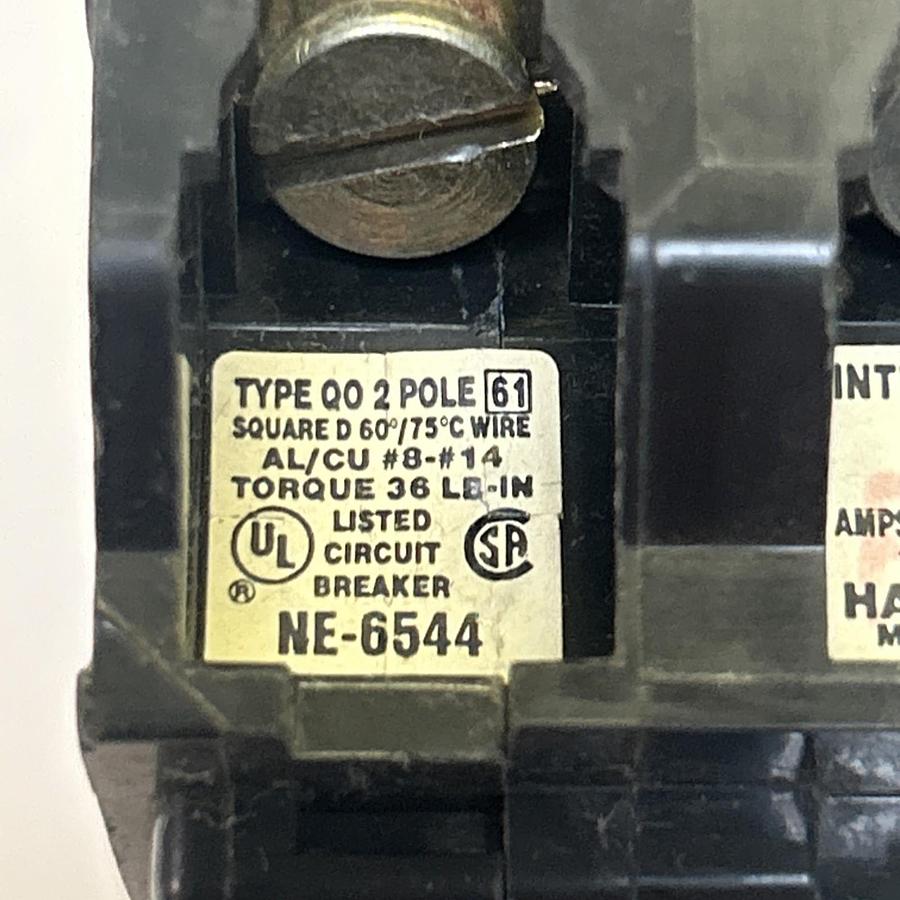 TYPE QO 2 POLE 61
SQUARE D 60°/75°C WIRE
AL/CU #8-#14
TORQUE 36 LB-IN
UL LISTED SA
CIRCUIT
® BREAKER
NE-6544
INT
AMPS
HA
M